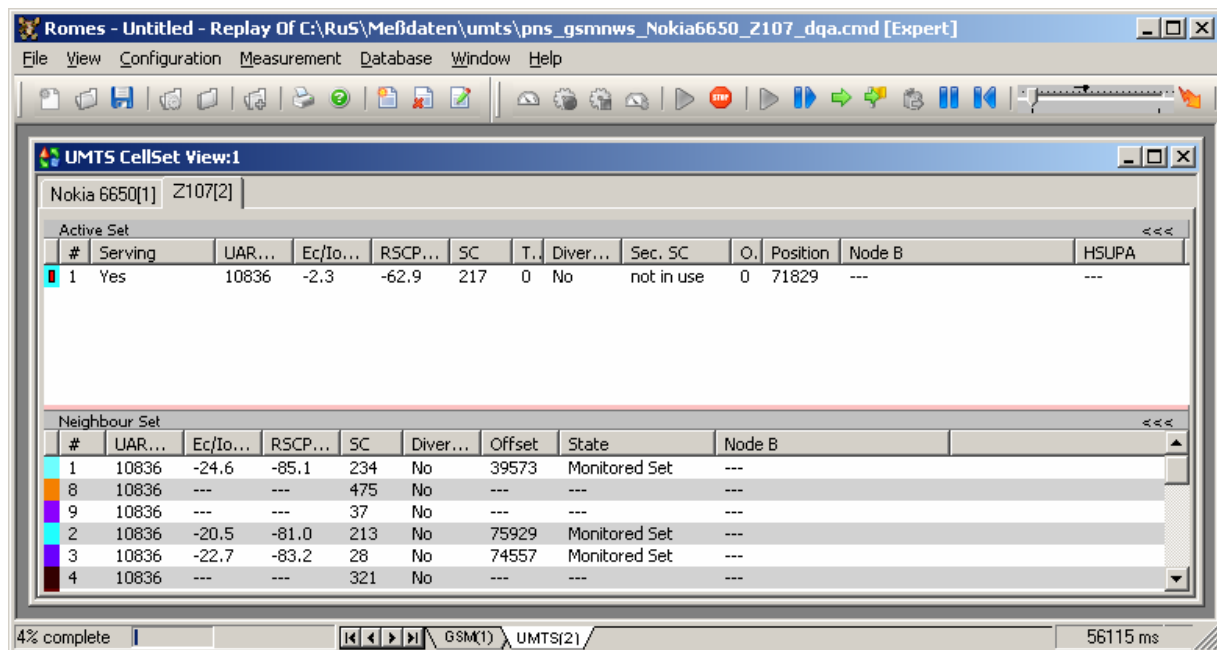 Romes - Untitled - Replay Of C:\RuS\Meßdaten\umts\pns_gsmnws_Nokia6650_Z107_dqa.cmd [Expert]
File View Configuration Measurement Database Window Help
STOP
UMTS CellSet View:1
Nokia 6650[1] Z107[2]
Active Set <<<
# Serving UAR... Ec/Io... RSCP... SC T.. Diver... Sec. SC O. Position Node B HSUPA
1 Yes 10836 -2.3 -62.9 217 0 No not in use 0 71829 --- ---
Neighbour Set <<<
# UAR... Ec/Io... RSCP... SC Diver... Offset State Node B
1 10836 -24.6 -85.1 234 No 39573 Monitored Set ---
8 10836 --- --- 475 No --- --- ---
9 10836 --- --- 37 No --- --- ---
2 10836 -20.5 -81.0 213 No 75929 Monitored Set ---
3 10836 -22.7 -83.2 28 No 74557 Monitored Set ---
4 10836 --- --- 321 No --- --- ---
4% complete GSM(1) UMTS(2) 56115 ms